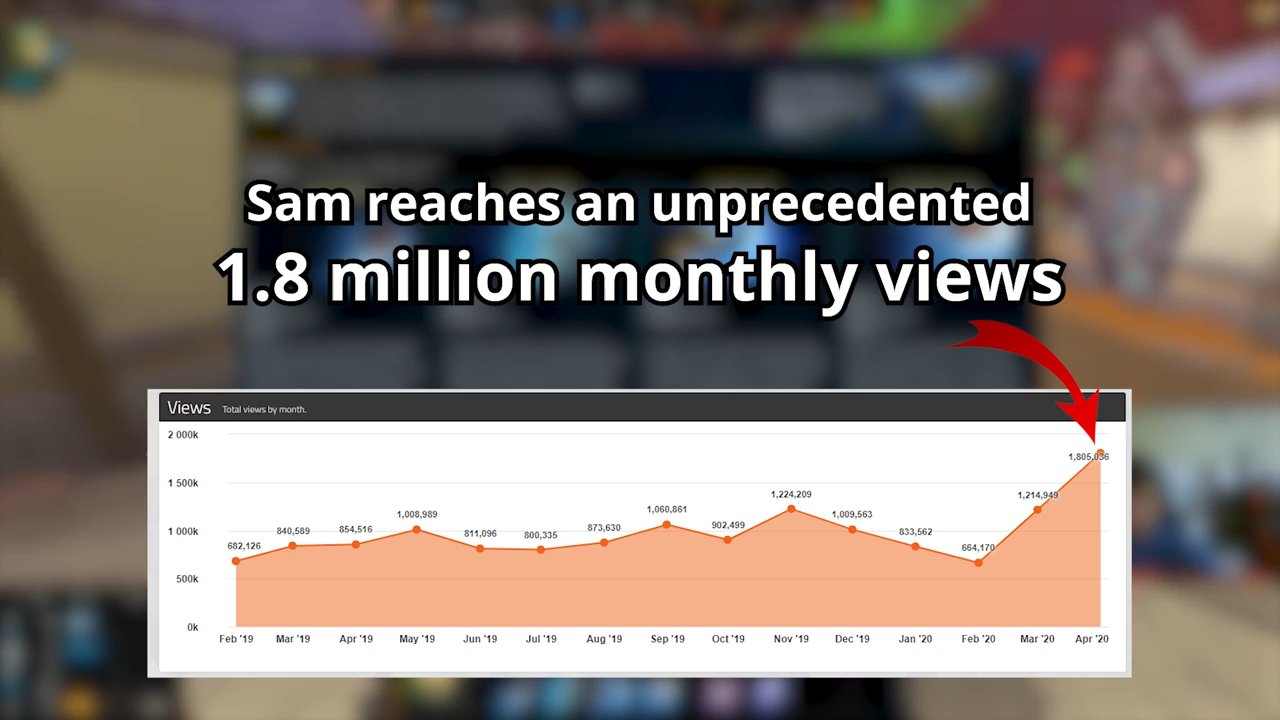 Sam reaches an unprecedented
1.8 million monthly views
Views Total views by month.
2 000k
1 500k
1 000k
500k
0k
682,126
840,589
854,516
1,008,989
811,096
800,335
873,630
1,060,861
902,499
1,224,209
1,009,563
833,562
664,170
1,214,949
1,805,036
Feb '19 Mar '19 Apr '19 May '19 Jun '19 Jul '19 Aug '19 Sep '19 Oct '19 Nov '19 Dec '19 Jan '20 Feb '20 Mar '20 Apr '20